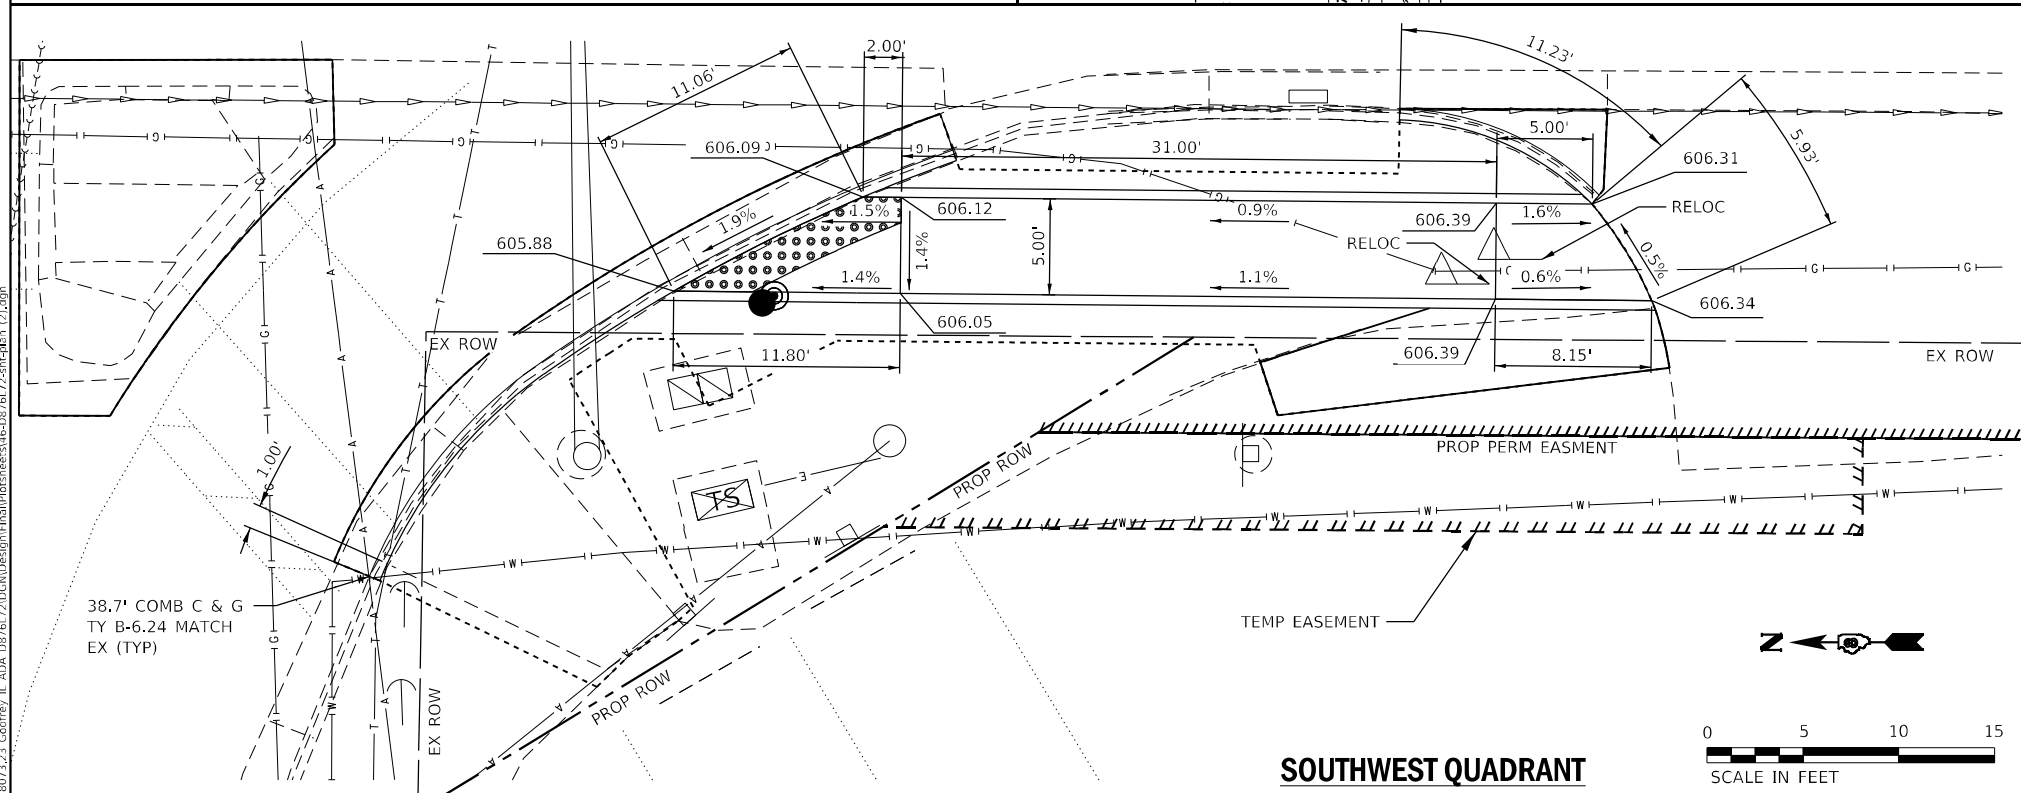 2.00'
11.06'
11.23'
5.93'
5.00'
31.00'
606.09
606.31
1.9%
1.5%
606.12
0.9%
606.39
1.6%
RELOC
605.88
1.4%
5.00'
RELOC
0.5%
1.4%
1.1%
0.6%
606.34
606.05
EX ROW
11.80'
606.39
8.15'
EX ROW
PROP PERM EASMENT
1.00'
PROP ROW
TS
38.7' COMB C & G
TY B-6.24 MATCH
EX (TYP)
TEMP EASEMENT
PROP ROW
EX ROW
N
SOUTHWEST QUADRANT
0 5 10 15
SCALE IN FEET